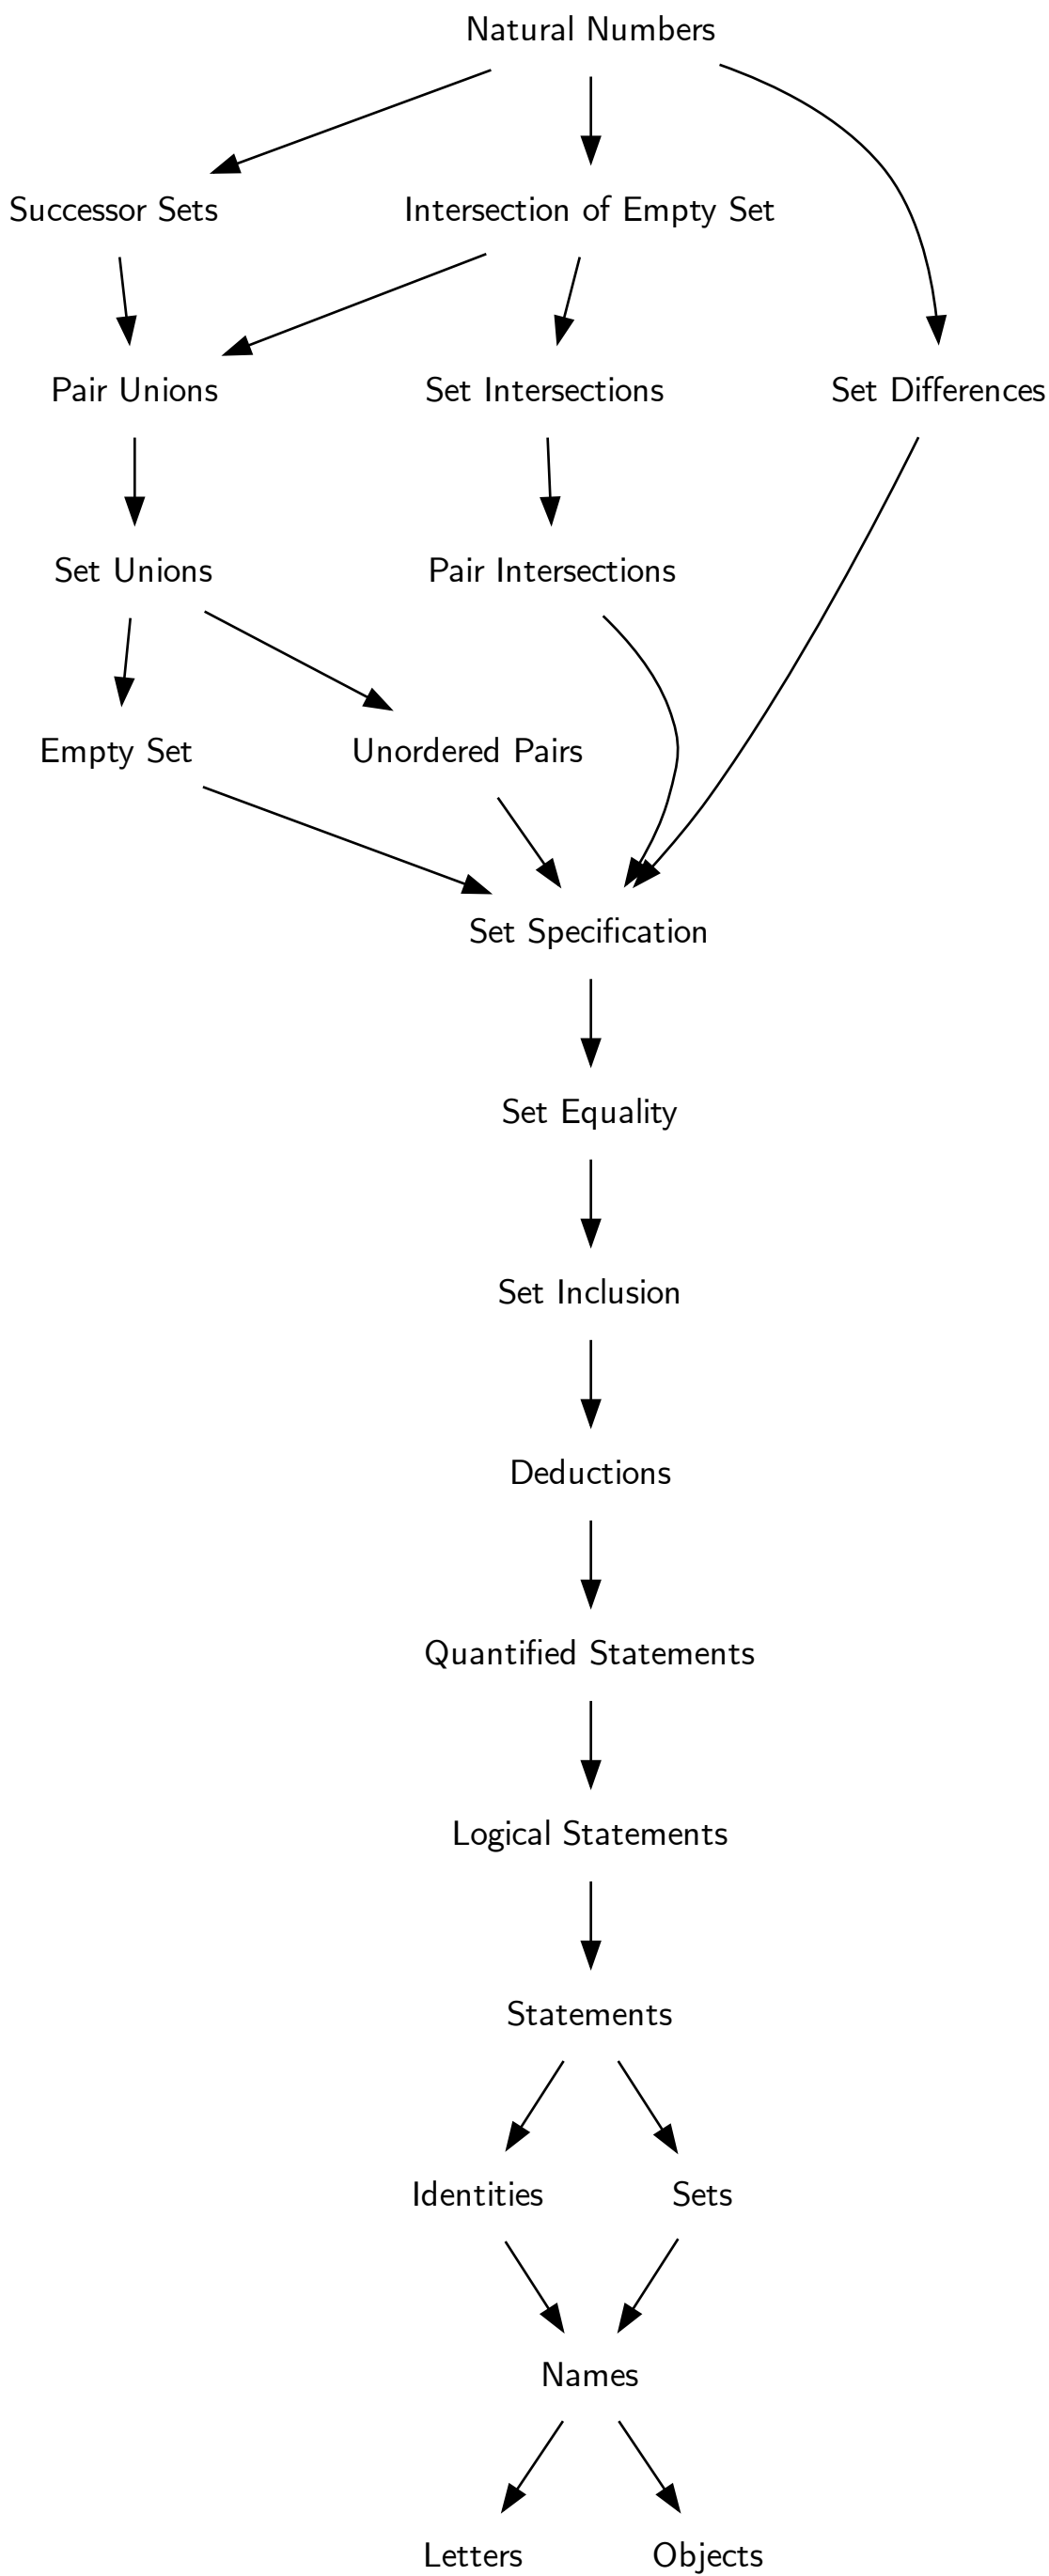 Natural Numbers
Successor Sets
Intersection of Empty Set
Pair Unions
Set Intersections
Set Differences
Set Unions
Pair Intersections
Empty Set
Unordered Pairs
Set Specification
Set Equality
Set Inclusion
Deductions
Quantified Statements
Logical Statements
Statements
Identities
Sets
Names
Letters
Objects